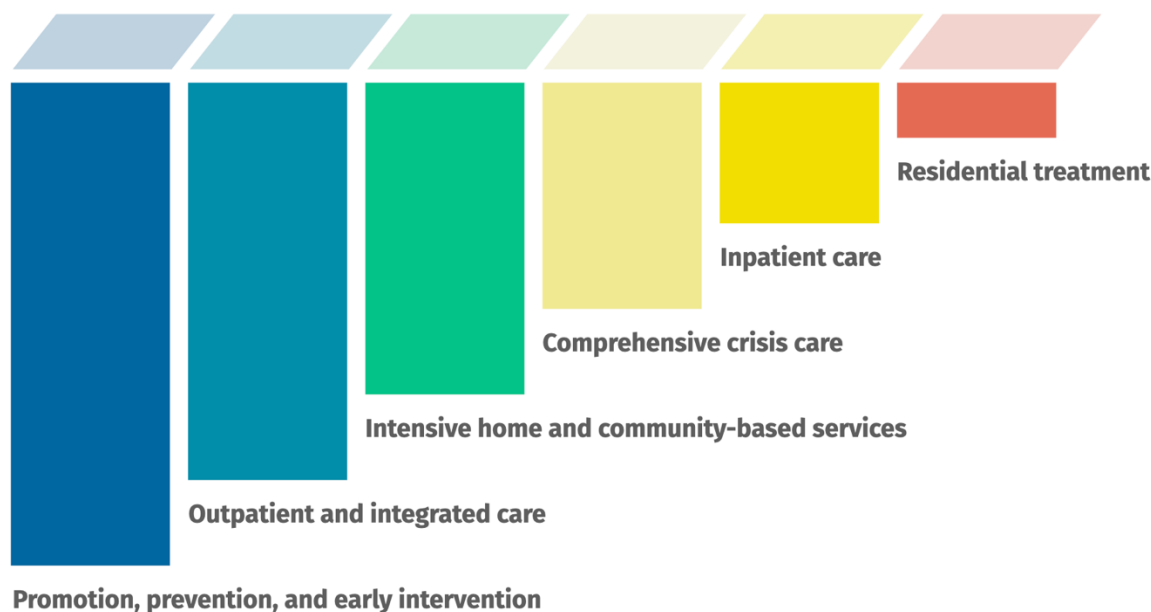 Residential treatment
Inpatient care
Comprehensive crisis care
Intensive home and community-based services
Outpatient and integrated care
Promotion, prevention, and early intervention